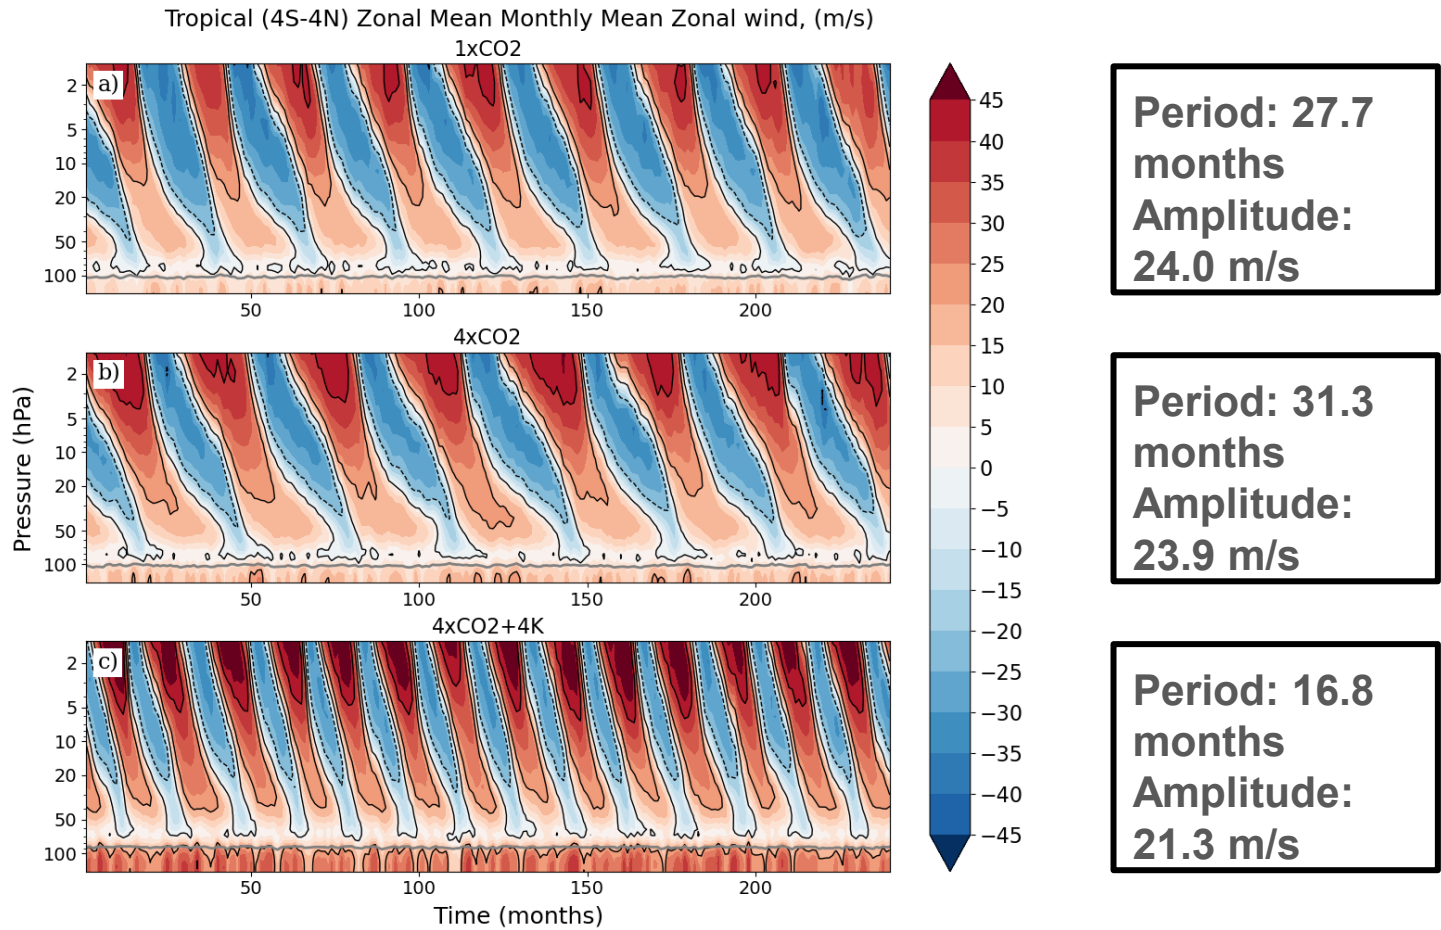 Tropical (4S-4N) Zonal Mean Monthly Mean Zonal wind, (m/s)
1xCO2
a)
2
5
10
20
50
100
50
100
150
200
4xCO2
b)
2
5
10
20
50
100
50
100
150
200
4xCO2+4K
c)
2
5
10
20
50
100
50
100
150
200
Pressure (hPa)
Time (months)
45
40
35
30
25
20
15
10
5
0
−5
−10
−15
−20
−25
−30
−35
−40
−45
Period: 27.7
months
Amplitude:
24.0 m/s
Period: 31.3
months
Amplitude:
23.9 m/s
Period: 16.8
months
Amplitude:
21.3 m/s